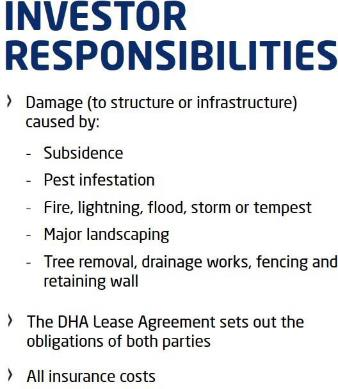 INVESTOR
RESPONSIBILITIES
› Damage (to structure or infrastructure)
caused by:
- Subsidence
- Pest infestation
- Fire, lightning, flood, storm or tempest
- Major landscaping
- Tree removal, drainage works, fencing and
retaining wall
› The DHA Lease Agreement sets out the
obligations of both parties
› All insurance costs